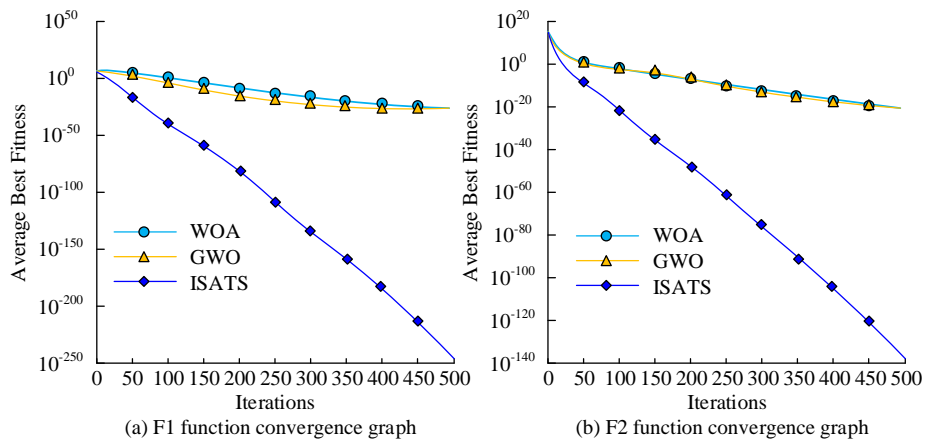 10^50
10^0
10^-50
10^-100
10^-150
10^-200
10^-250
Average Best Fitness
WOA
GWO
ISATS
0 50 100 150 200 250 300 350 400 450 500
Iterations
(a) F1 function convergence graph
10^20
10^0
10^-20
10^-40
10^-60
10^-80
10^-100
10^-120
10^-140
Average Best Fitness
WOA
GWO
ISATS
0 50 100 150 200 250 300 350 400 450 500
Iterations
(b) F2 function convergence graph